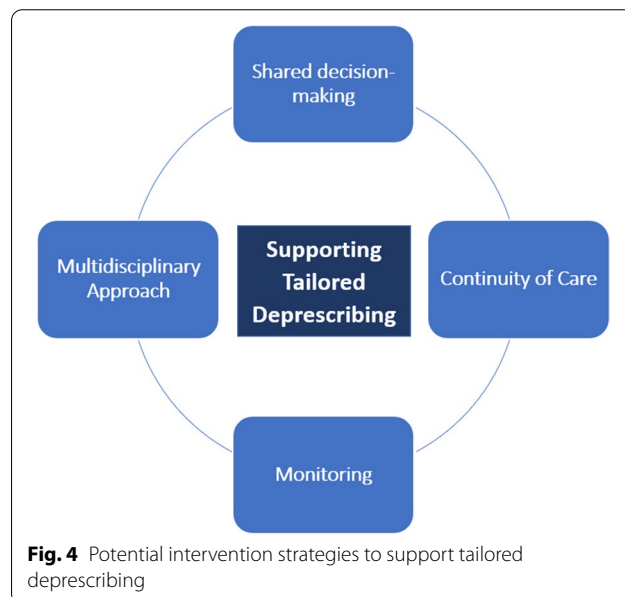 Shared decision-
making
Multidisciplinary
Approach
Supporting
Tailored
Deprescribing
Continuity of Care
Monitoring
Fig. 4 Potential intervention strategies to support tailored
deprescribing